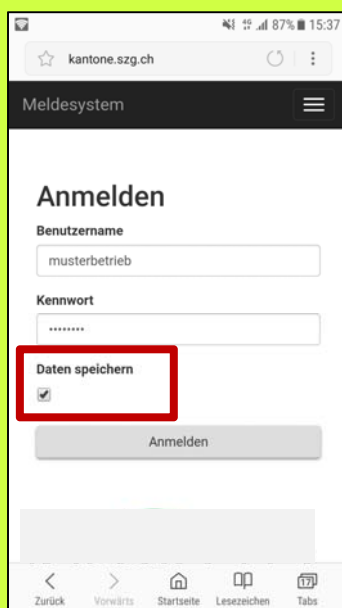 87% 15:37
kantone.szg.ch
Meldesystem
Anmelden
Benutzername
musterbetrieb
Kennwort
••••••••
Daten speichern
Anmelden
17
Zurück Vorwärts Startseite Lesezeichen Tabs